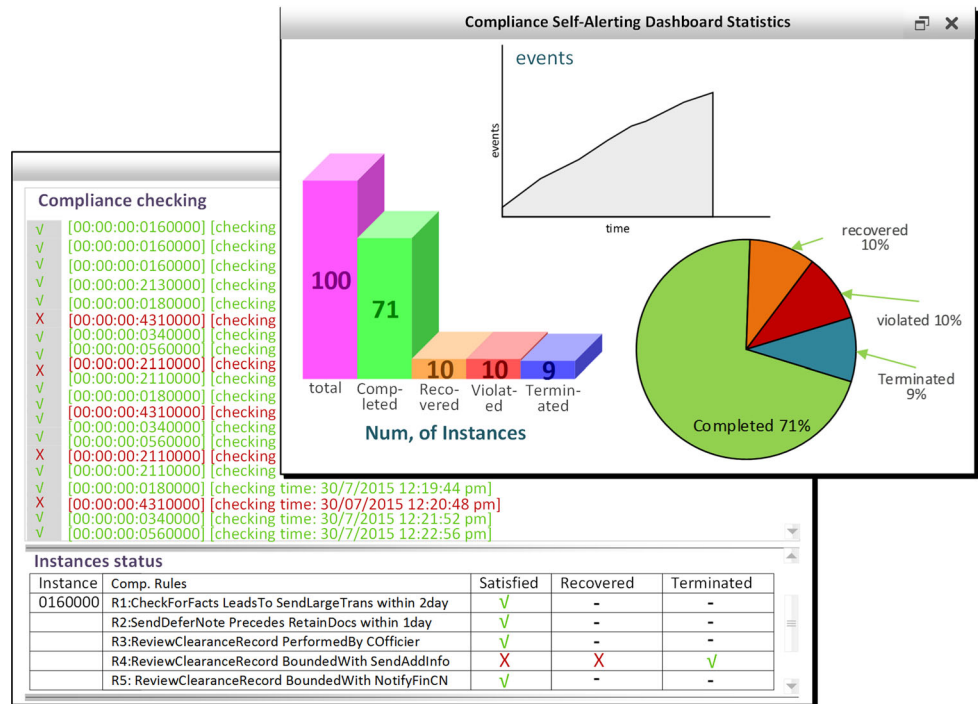 Compliance Self-Alerting Dashboard Statistics
events
events
time
100
71
10
10
9
total
Comp-
leted
Reco-
vered
Violat-
ed
Termin-
ated
Num, of Instances
recovered
10%
violated 10%
Terminated
9%
Completed 71%
Compliance checking
√ [00:00:00:0160000] [checking
√ [00:00:00:0160000] [checking
√ [00:00:00:0160000] [checking
√ [00:00:00:2130000] [checking
√ [00:00:00:0180000] [checking
X [00:00:00:4310000] [checking
√ [00:00:00:0340000] [checking
√ [00:00:00:0560000] [checking
X [00:00:00:2110000] [checking
√ [00:00:00:2110000] [checking
√ [00:00:00:0180000] [checking
√ [00:00:00:4310000] [checking
√ [00:00:00:0340000] [checking
√ [00:00:00:0560000] [checking
X [00:00:00:2110000] [checking
√ [00:00:00:2110000] [checking
√ [00:00:00:0180000] [checking time: 30/7/2015 12:19:44 pm]
X [00:00:00:4310000] [checking time: 30/07/2015 12:20:48 pm]
√ [00:00:00:0340000] [checking time: 30/7/2015 12:21:52 pm]
√ [00:00:00:0560000] [checking time: 30/7/2015 12:22:56 pm]
Instances status
Instance Comp. Rules Satisfied Recovered Terminated
0160000 R1:CheckForFacts LeadsTo SendLargeTrans within 2day √ - -
R2:SendDeferNote Precedes RetainDocs within 1day √ - -
R3:ReviewClearanceRecord PerformedBy COfficier √ - -
R4:ReviewClearanceRecord BoundedWith SendAddInfo X X √
R5: ReviewClearanceRecord BoundedWith NotifyFinCN √ - -